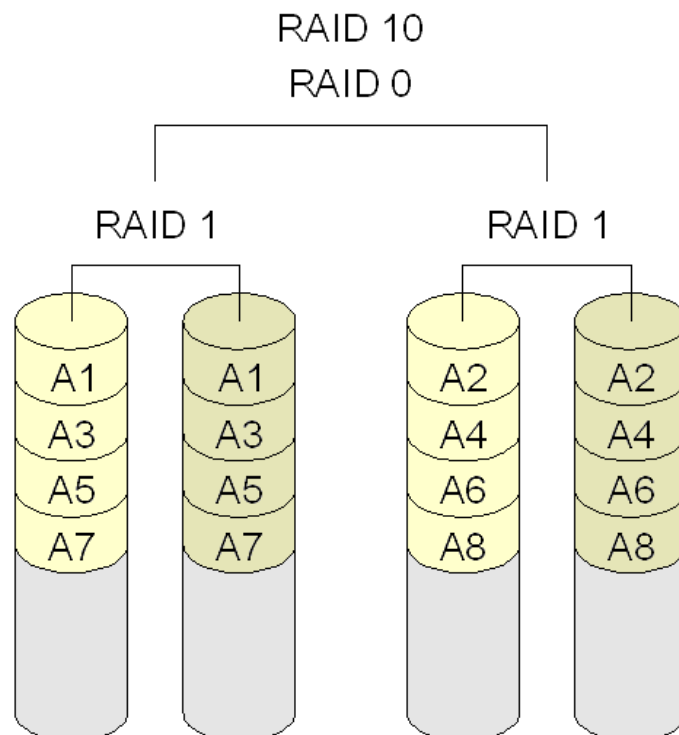 RAID 10
RAID 0
RAID 1 RAID 1
A1 A1 A2 A2
A3 A3 A4 A4
A5 A5 A6 A6
A7 A7 A8 A8